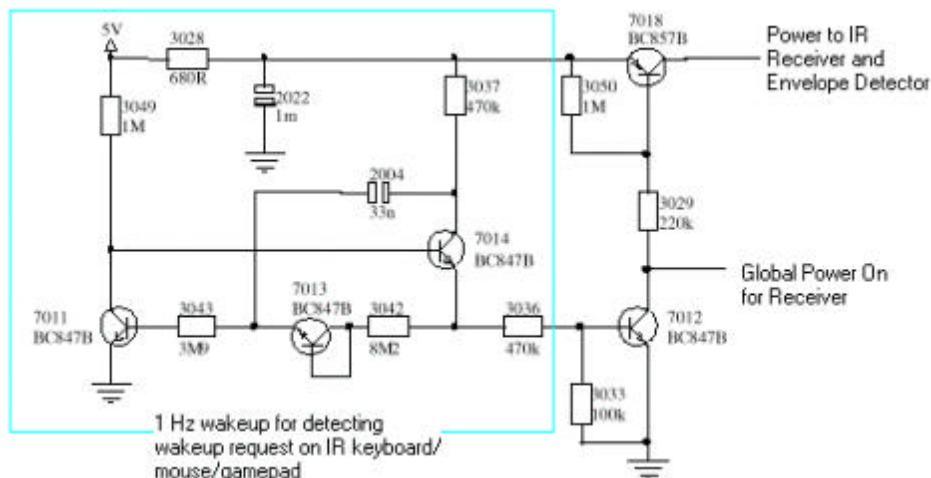 5V
3028
680R
7018
BC857B
Power to IR
Receiver and
Envelope Detector
3049
1M
2022
1m
3037
470k
3050
1M
2004
33n
3029
220k
7014
BC847B
Global Power On
for Receiver
7011
BC847B
3043
3M9
7013
BC847B
3042
8M2
3036
470k
7012
BC847B
3033
100k
1 Hz wakeup for detecting
wakeup request on IR keyboard/
mouse/gamepad